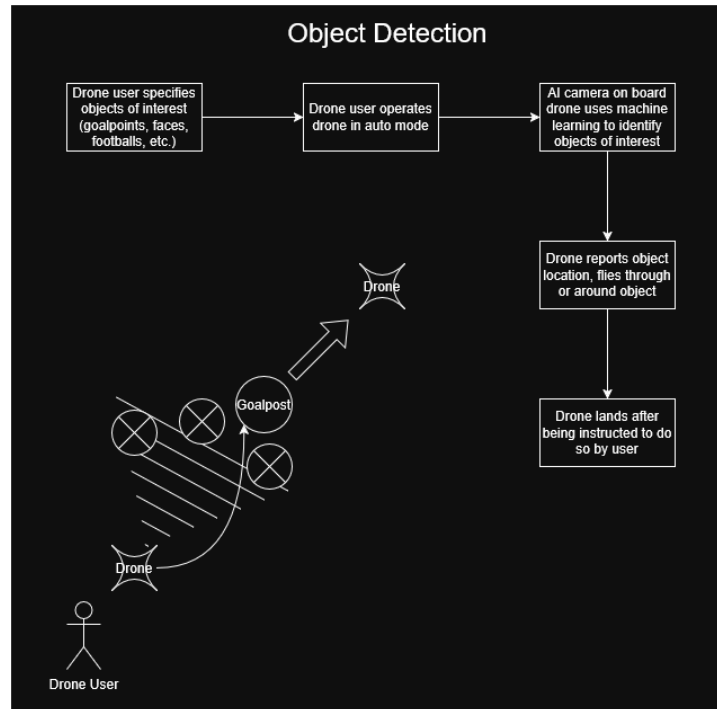 Object Detection
Drone user specifies
objects of interest
(goalpoints, faces,
footballs, etc.)
Drone user operates
drone in auto mode
AI camera on board
drone uses machine
learning to identify
objects of interest
Drone reports object
location, flies through
or around object
Drone lands after
being instructed to do
so by user
Drone
Goalpost
Drone
Drone User